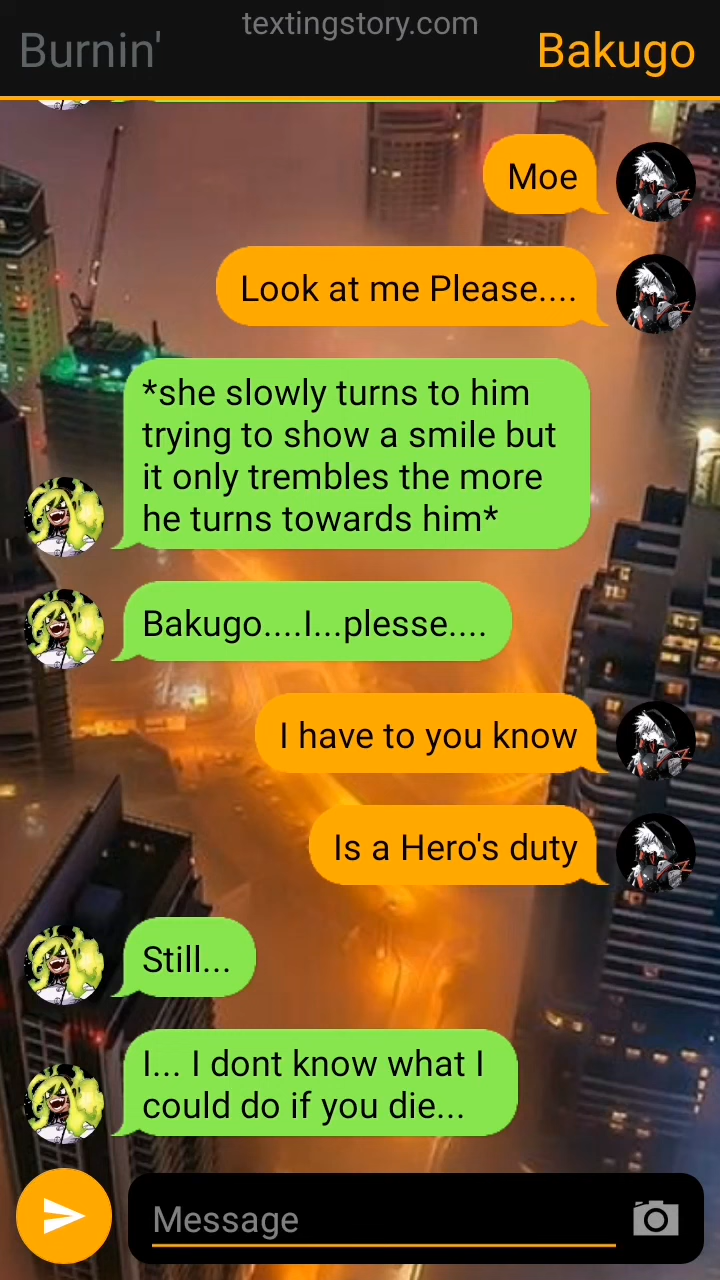 textingstory.com
Burnin'
Bakugo
Moe
Look at me Please....
*she slowly turns to him
trying to show a smile but
it only trembles the more
he turns towards him*
Bakugo....I...plesse....
I have to you know
Is a Hero's duty
Still...
I... I dont know what I
could do if you die...
Message